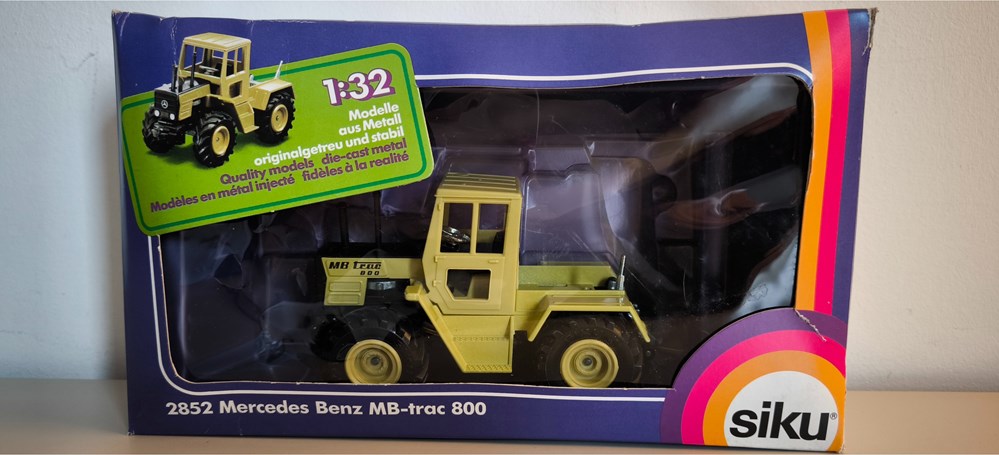 1:32
Modelle
aus Metall
originalgetreu und stabil
Quality models die-cast metal
Modèles en métal injecté fidèles à la realité
MB trac
800
2852 Mercedes Benz MB-trac 800
siku®